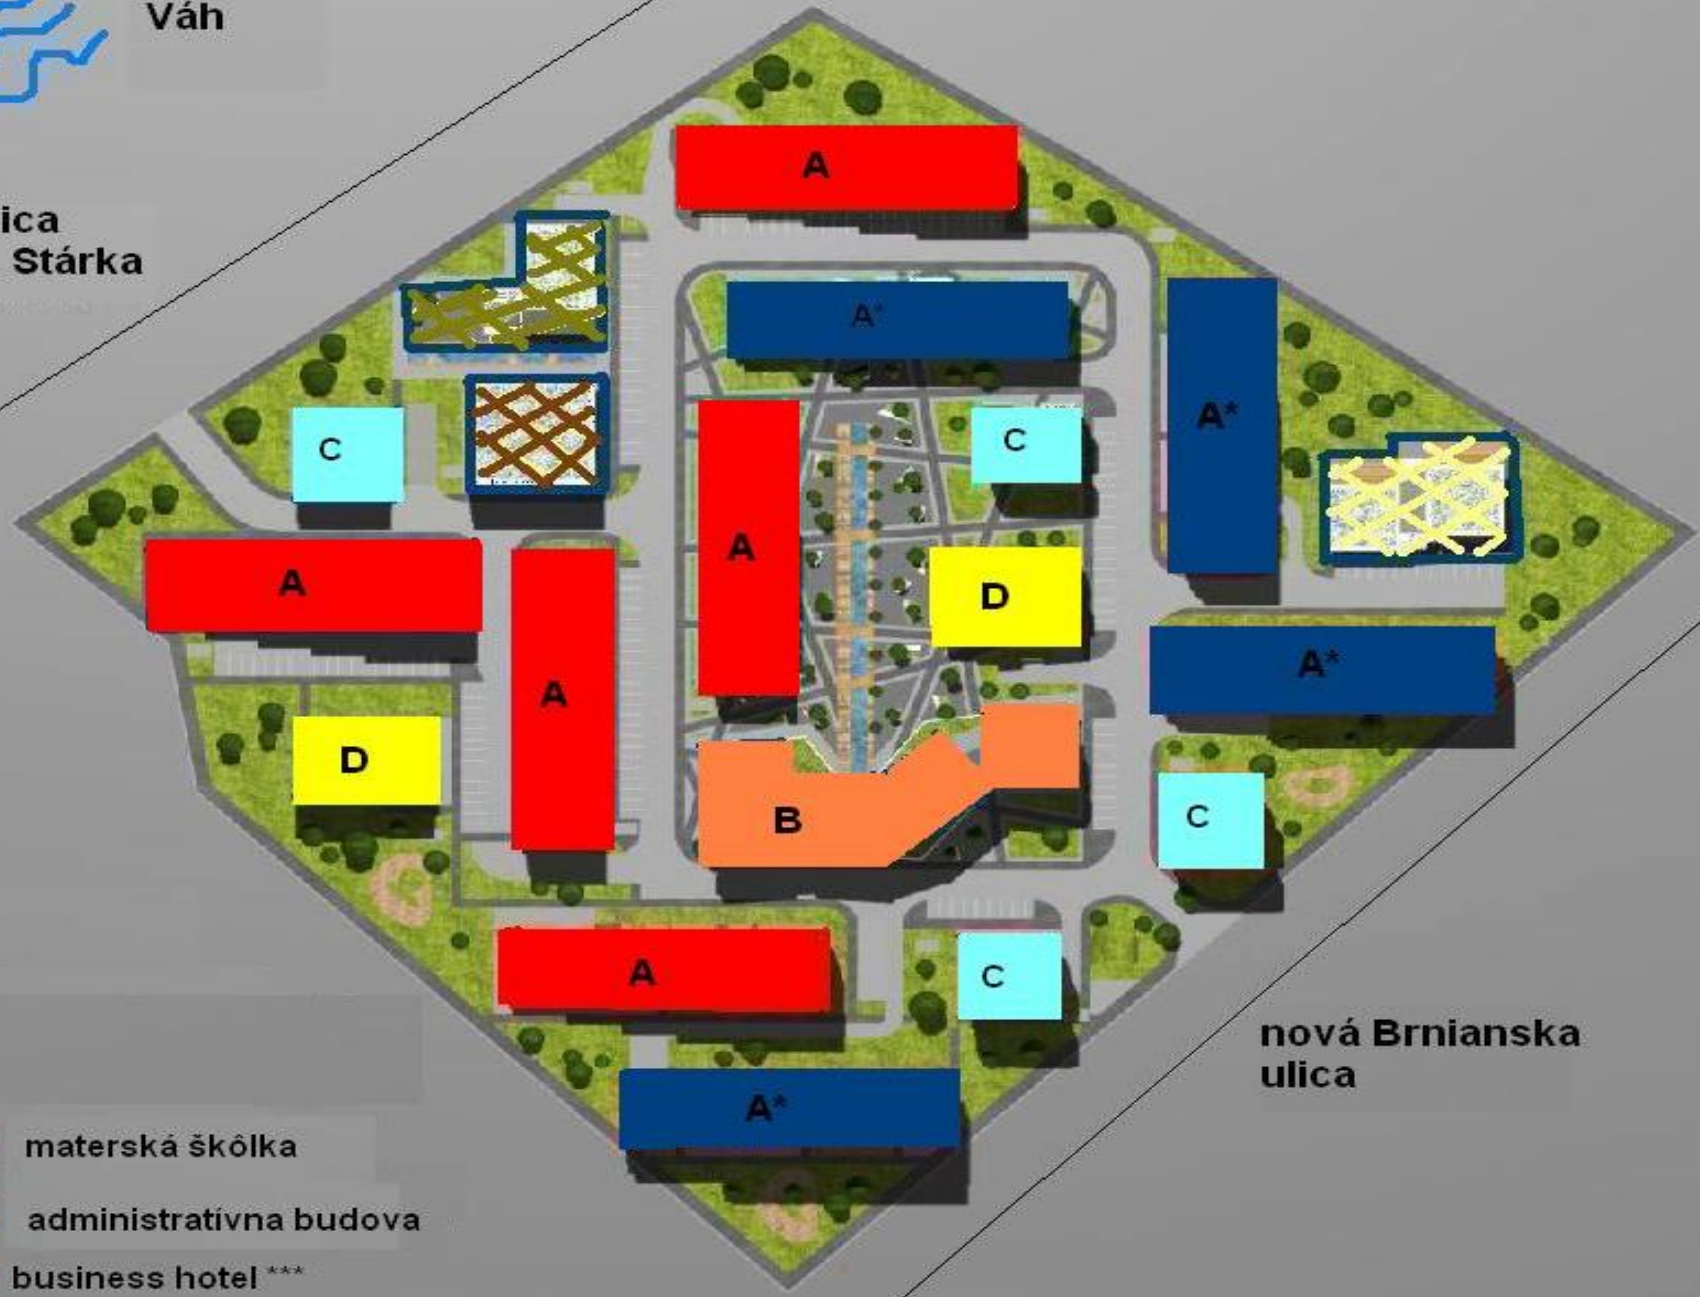 Váh
ica
Stárka
A
A*
A*
C
A
C
A
A
D
A
A*
D
B
C
A
C
nová Brnianska
ulica
A*
materská škôlka
administratívna budova
business hotel ***